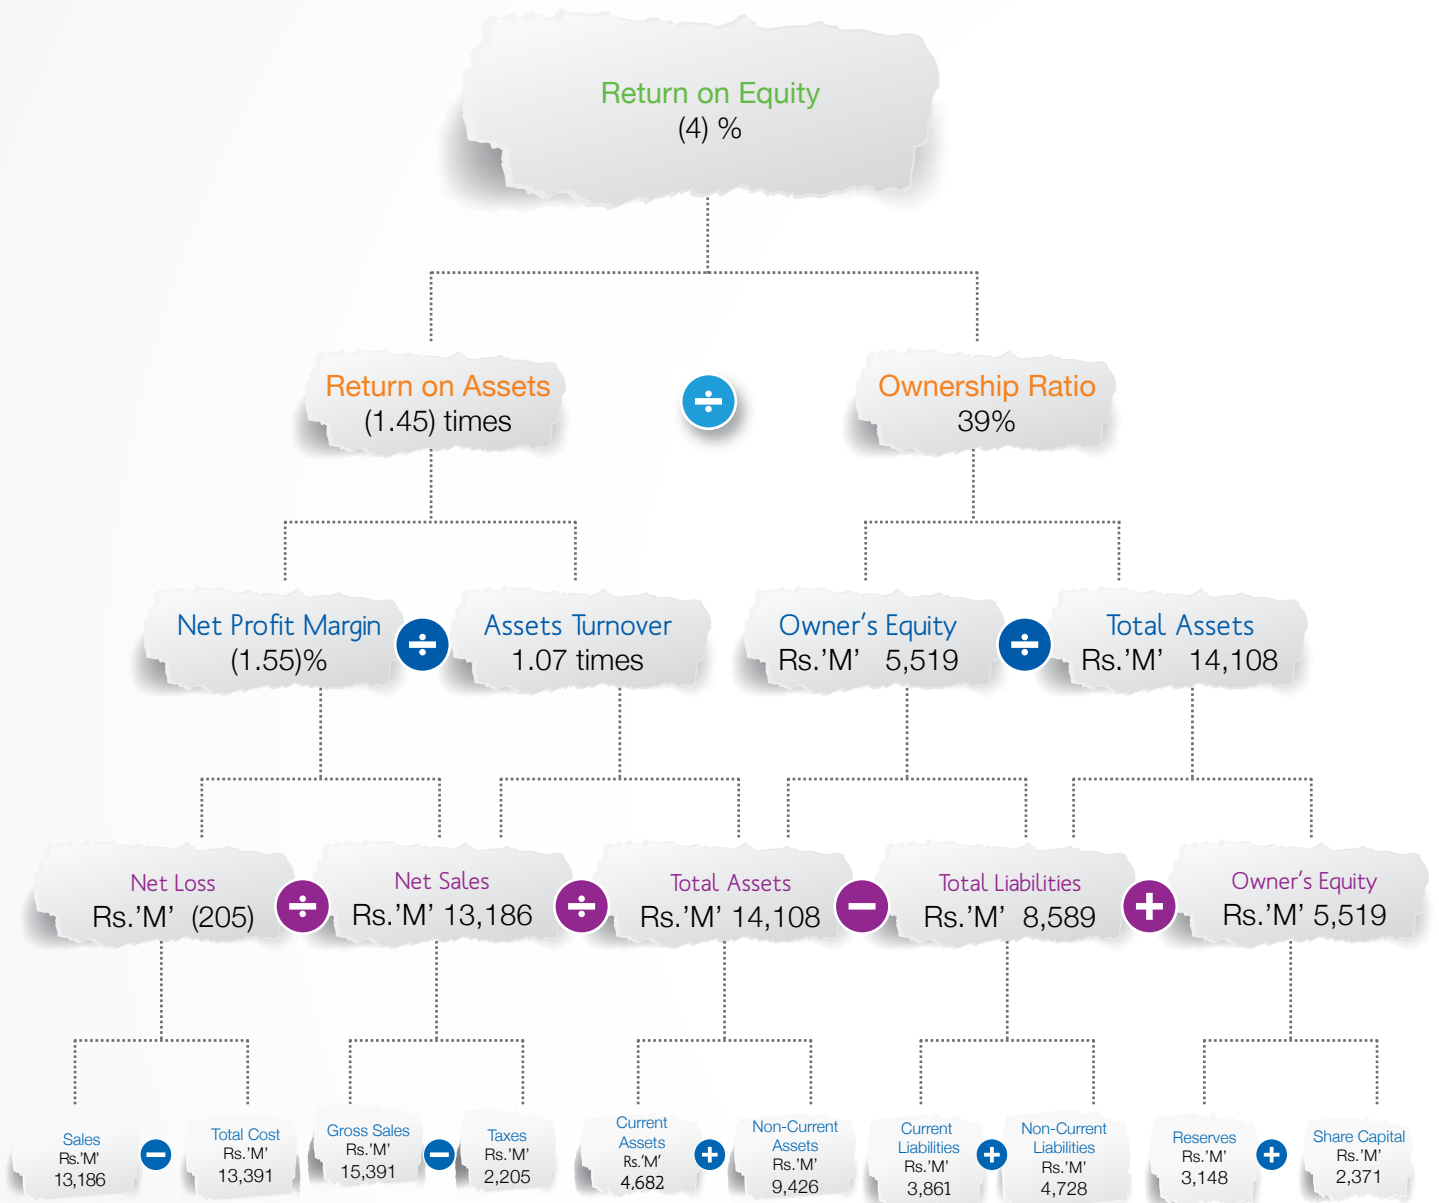 Return on Equity
(4) %
Return on Assets
(1.45) times
÷
Ownership Ratio
39%
Net Profit Margin
(1.55)%
÷
Assets Turnover
1.07 times
Owner's Equity
Rs.'M' 5,519
÷
Total Assets
Rs.'M' 14,108
Net Loss
Rs.'M' (205)
÷
Net Sales
Rs.'M' 13,186
÷
Total Assets
Rs.'M' 14,108
−
Total Liabilities
Rs.'M' 8,589
+
Owner's Equity
Rs.'M' 5,519
Sales
Rs.'M'
13,186
−
Total Cost
Rs.'M'
13,391
Gross Sales
Rs.'M'
15,391
−
Taxes
Rs.'M'
2,205
Current
Assets
Rs.'M'
4,682
+
Non-Current
Assets
Rs.'M'
9,426
Current
Liabilities
Rs.'M'
3,861
+
Non-Current
Liabilities
Rs.'M'
4,728
Reserves
Rs.'M'
3,148
+
Share Capital
Rs.'M'
2,371